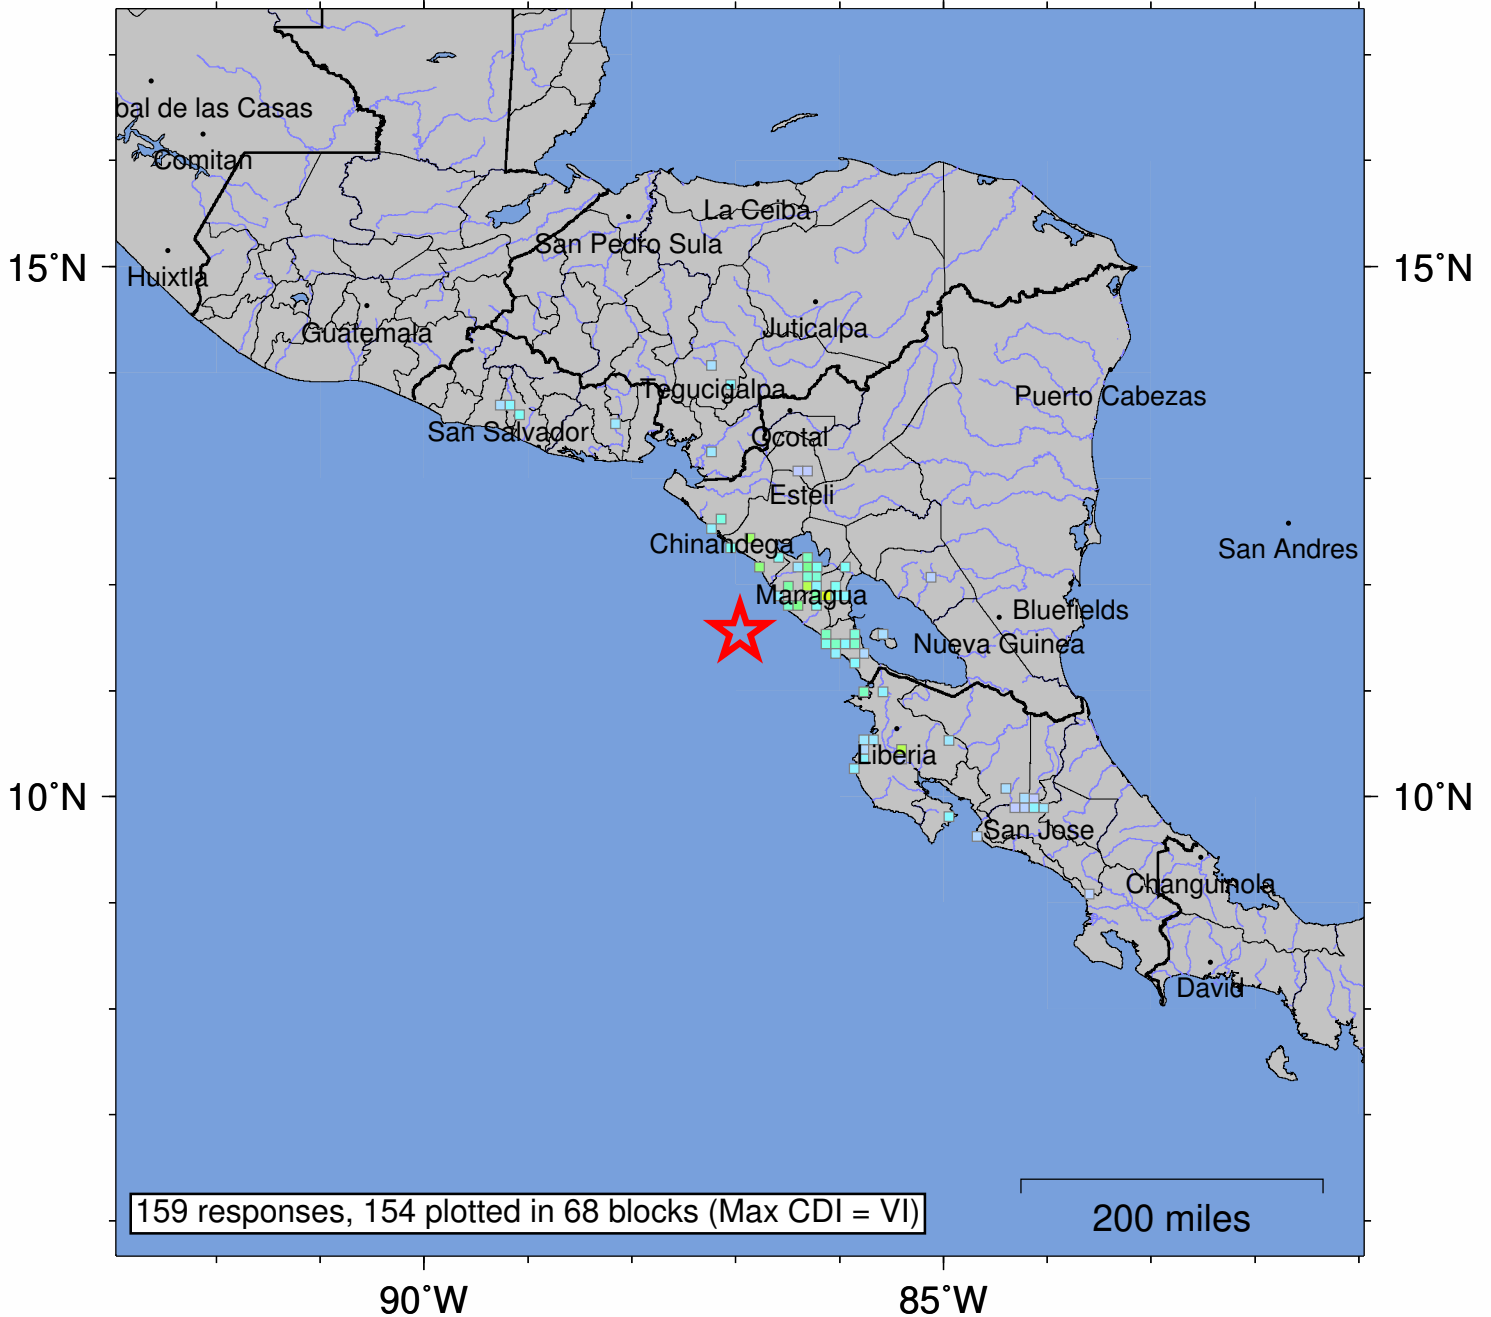 bal de las Casas
Comitan
La Ceiba
San Pedro Sula
15˚N
15˚N
Huixtla
Guatemala
Juticalpa
Tegucigalpa
Puerto Cabezas
San Salvador
Ocotal
Esteli
Chinandega
San Andres
Managua
Bluefields
Nueva Guinea
Liberia
10˚N
10˚N
San Jose
Changuinola
David
159 responses, 154 plotted in 68 blocks (Max CDI = VI)
200 miles
90˚W
85˚W